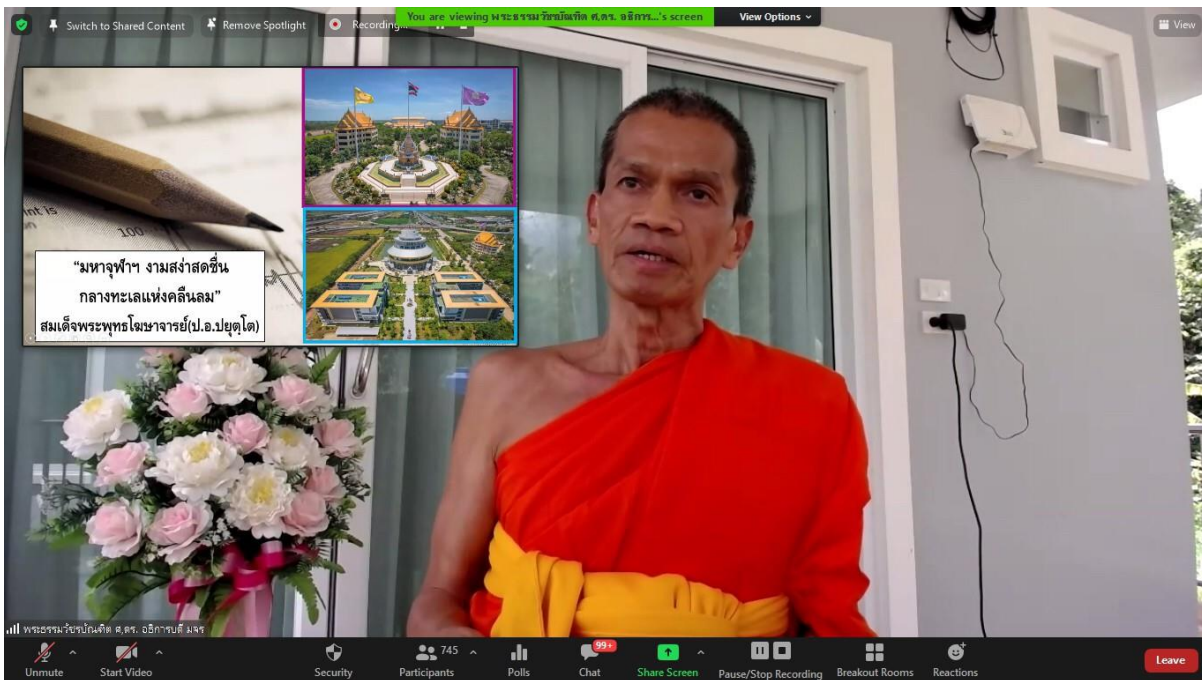 You are viewing พระธรรมวัชรบัณฑิต ศ.ดร. อธิการ...'s screen
View Options
Switch to Shared Content
Remove Spotlight
Recording...
View
int is
100
“มหาจุฬาฯ งามสง่าสดชื่น
กลางทะเลแห่งคลื่นลม”
สมเด็จพระพุทธโฆษาจารย์(ป.อ.ปยุตฺโต)
พระธรรมวัชรบัณฑิต ศ,ดร. อธิการบดี มจร
Unmute
Start Video
Security
745
Participants
Polls
99+
Chat
Share Screen
Pause/Stop Recording
Breakout Rooms
Reactions
Leave